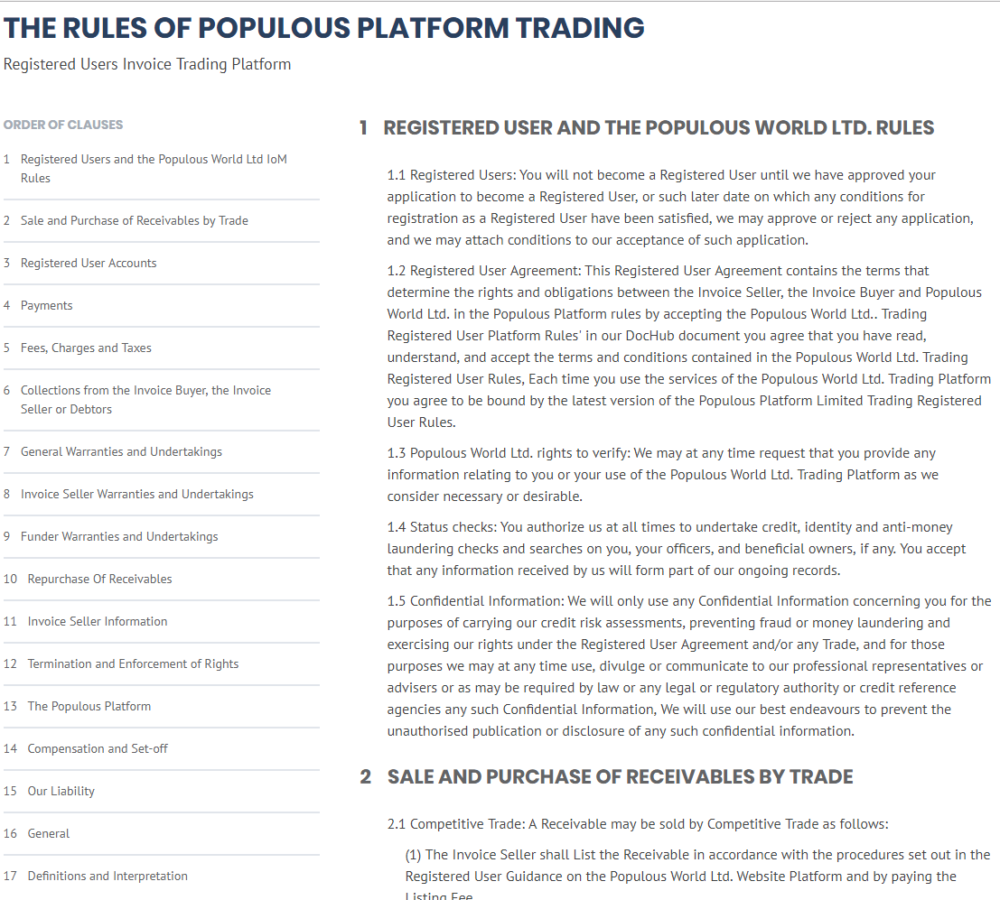 THE RULES OF POPULOUS PLATFORM TRADING
Registered Users Invoice Trading Platform
ORDER OF CLAUSES
1 Registered Users and the Populous World Ltd IoM
Rules
2 Sale and Purchase of Receivables by Trade
3 Registered User Accounts
4 Payments
5 Fees, Charges and Taxes
6 Collections from the Invoice Buyer, the Invoice
Seller or Debtors
7 General Warranties and Undertakings
8 Invoice Seller Warranties and Undertakings
9 Funder Warranties and Undertakings
10 Repurchase Of Receivables
11 Invoice Seller Information
12 Termination and Enforcement of Rights
13 The Populous Platform
14 Compensation and Set-off
15 Our Liability
16 General
17 Definitions and Interpretation
1 REGISTERED USER AND THE POPULOUS WORLD LTD. RULES
1.1 Registered Users: You will not become a Registered User until we have approved your
application to become a Registered User, or such later date on which any conditions for
registration as a Registered User have been satisfied, we may approve or reject any application,
and we may attach conditions to our acceptance of such application.
1.2 Registered User Agreement: This Registered User Agreement contains the terms that
determine the rights and obligations between the Invoice Seller, the Invoice Buyer and Populous
World Ltd. in the Populous Platform rules by accepting the Populous World Ltd.. Trading
Registered User Platform Rules' in our DocHub document you agree that you have read,
understand, and accept the terms and conditions contained in the Populous World Ltd. Trading
Registered User Rules, Each time you use the services of the Populous World Ltd. Trading Platform
you agree to be bound by the latest version of the Populous Platform Limited Trading Registered
User Rules.
1.3 Populous World Ltd. rights to verify: We may at any time request that you provide any
information relating to you or your use of the Populous World Ltd. Trading Platform as we
consider necessary or desirable.
1.4 Status checks: You authorize us at all times to undertake credit, identity and anti-money
laundering checks and searches on you, your officers, and beneficial owners, if any. You accept
that any information received by us will form part of our ongoing records.
1.5 Confidential Information: We will only use any Confidential Information concerning you for the
purposes of carrying our credit risk assessments, preventing fraud or money laundering and
exercising our rights under the Registered User Agreement and/or any Trade, and for those
purposes we may at any time use, divulge or communicate to our professional representatives or
advisers or as may be required by law or any legal or regulatory authority or credit reference
agencies any such Confidential Information, We will use our best endeavours to prevent the
unauthorised publication or disclosure of any such confidential information.
2 SALE AND PURCHASE OF RECEIVABLES BY TRADE
2.1 Competitive Trade: A Receivable may be sold by Competitive Trade as follows:
(1) The Invoice Seller shall List the Receivable in accordance with the procedures set out in the
Registered User Guidance on the Populous World Ltd. Website Platform and by paying the
Listing Fee